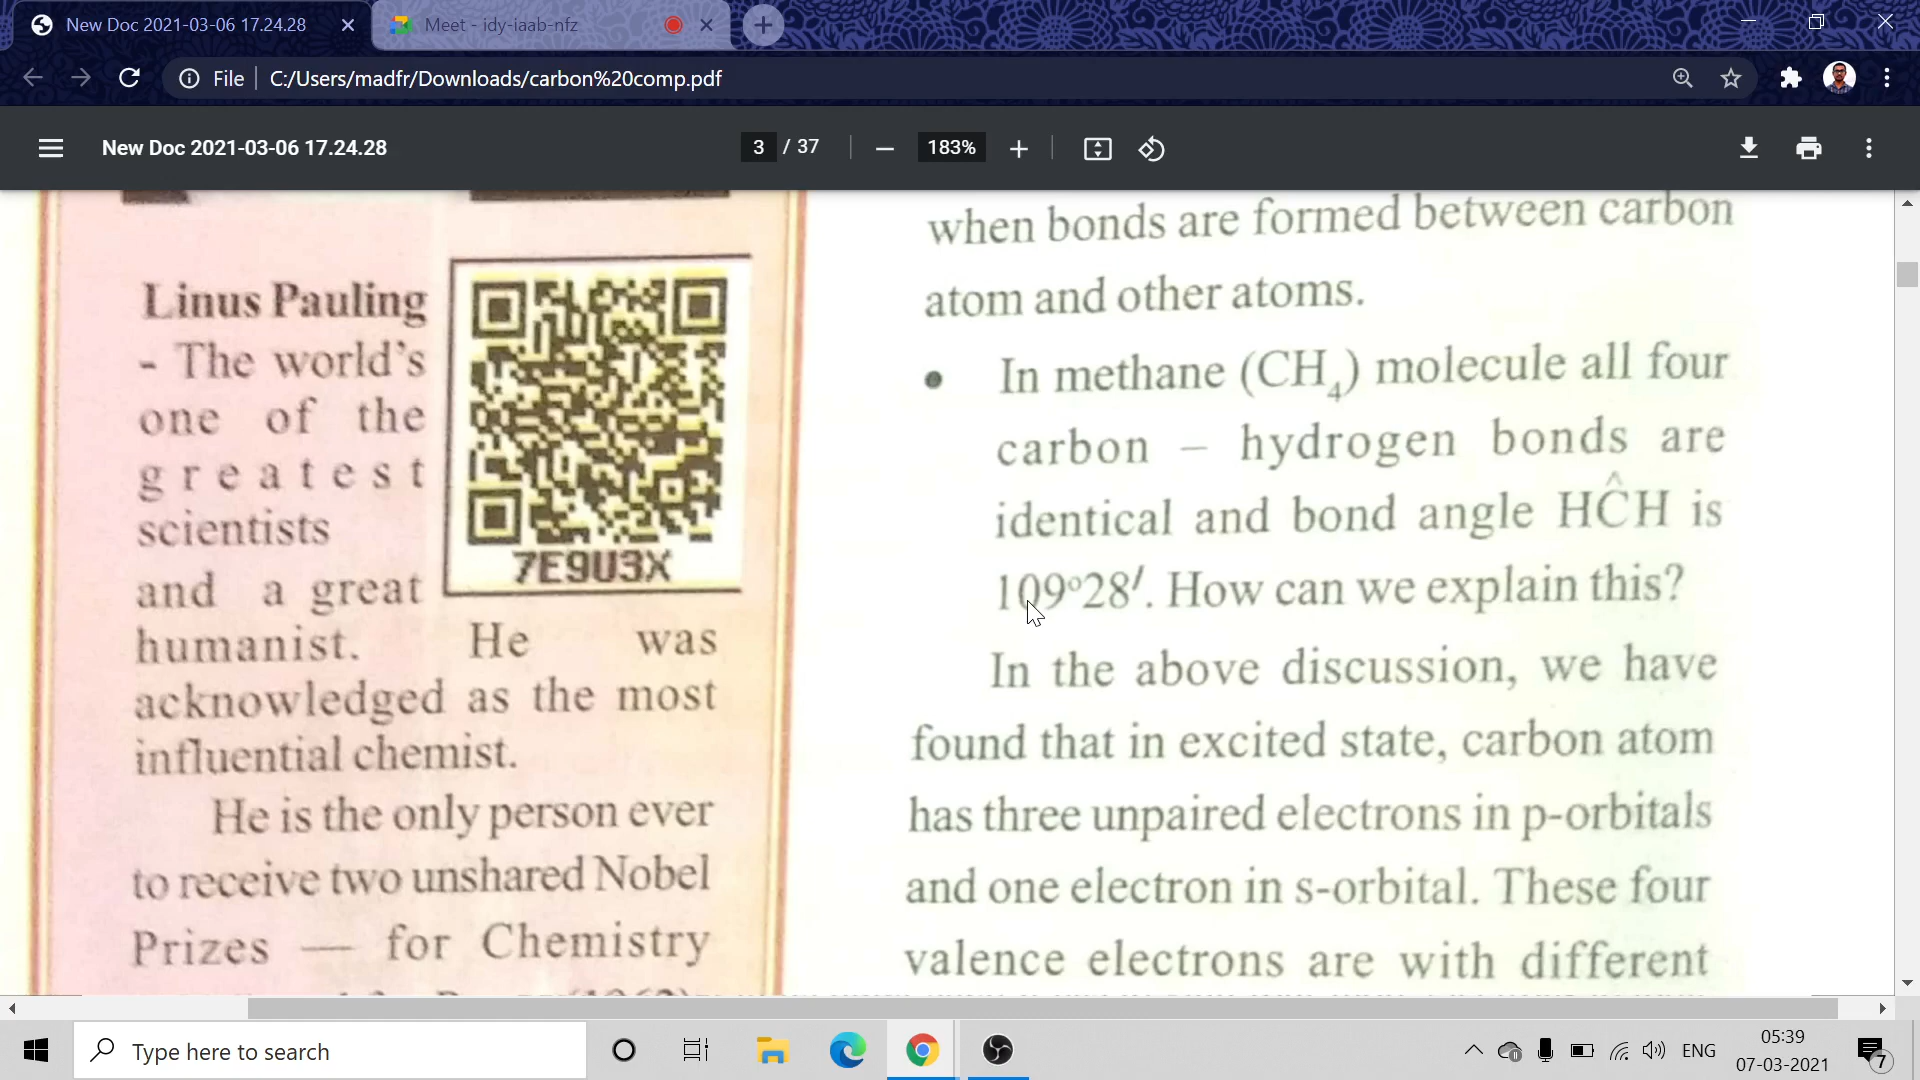 New Doc 2021-03-06 17.24.28
Meet - idy-iaab-nfz
File
C:/Users/madfr/Downloads/carbon%20comp.pdf
New Doc 2021-03-06 17.24.28
3 / 37
183%
Linus Pauling
- The world's
one of the
greatest
scientists
and a great
humanist. He was
acknowledged as the most
influential chemist.
He is the only person ever
to receive two unshared Nobel
Prizes — for Chemistry
7E9U3X
when bonds are formed between carbon
atom and other atoms.
• In methane (CH₄) molecule all four
carbon – hydrogen bonds are
identical and bond angle HĈH is
109°28′. How can we explain this?
In the above discussion, we have
found that in excited state, carbon atom
has three unpaired electrons in p-orbitals
and one electron in s-orbital. These four
valence electrons are with different
Type here to search
ENG
05:39
07-03-2021
7